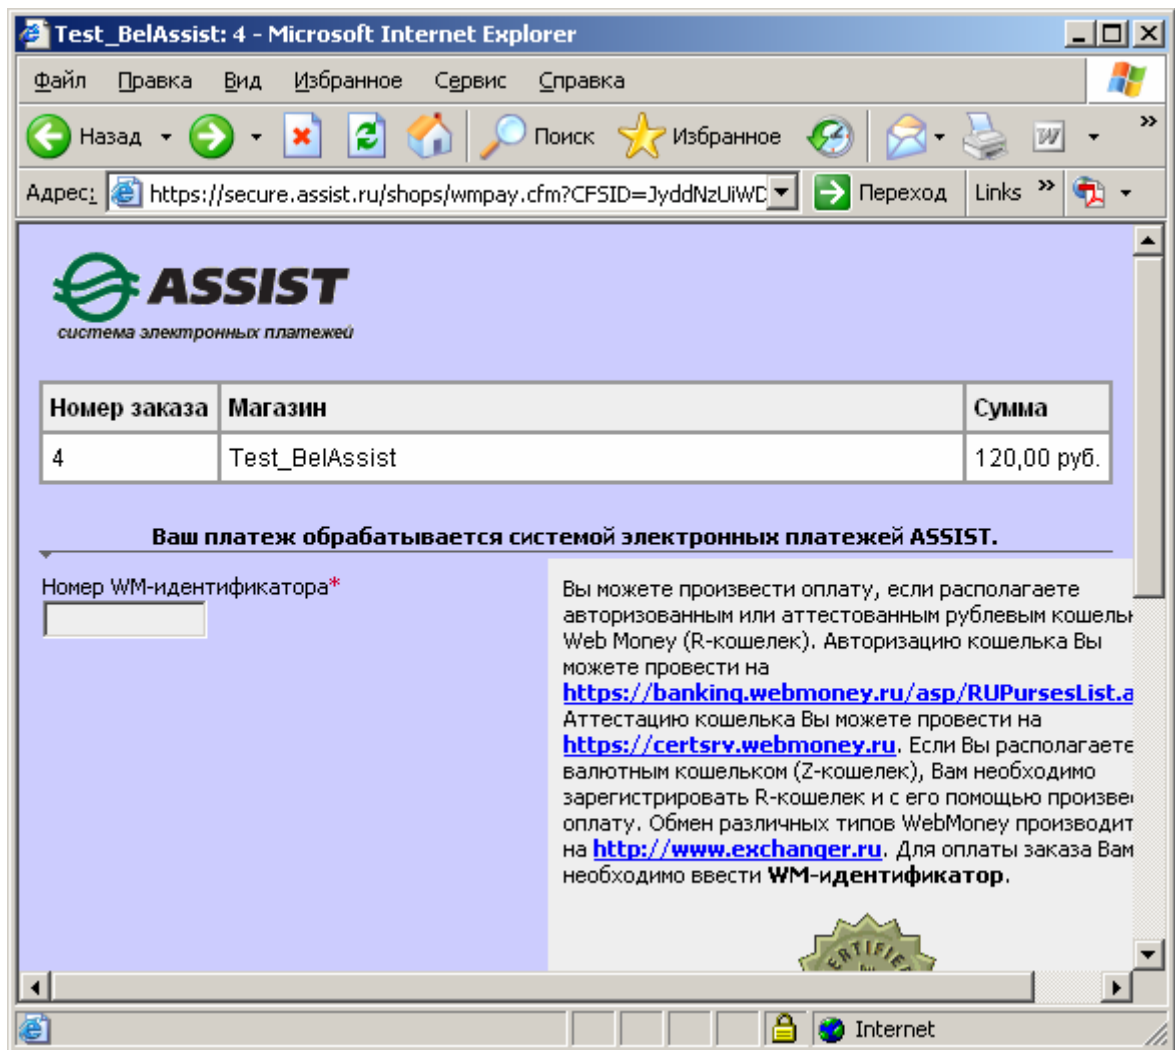 Test_BelAssist: 4 - Microsoft Internet Explorer
Файл Правка Вид Избранное Сервис Справка
Назад Поиск Избранное
Адрес: https://secure.assist.ru/shops/wmpay.cfm?CFSID=JyddNzUiWD Переход Links
ASSIST
система электронных платежей
Номер заказа Магазин Сумма
4 Test_BelAssist 120,00 руб.
Ваш платеж обрабатывается системой электронных платежей ASSIST.
Номер WM-идентификатора*
Вы можете произвести оплату, если располагаете
авторизованным или аттестованным рублевым кошельк
Web Money (R-кошелек). Авторизацию кошелька Вы
можете провести на
https://banking.webmoney.ru/asp/RUPursesList.a
Аттестацию кошелька Вы можете провести на
https://certsrv.webmoney.ru. Если Вы располагаете
валютным кошельком (Z-кошелек), Вам необходимо
зарегистрировать R-кошелек и с его помощью произве
оплату. Обмен различных типов WebMoney производит
на http://www.exchanger.ru. Для оплаты заказа Вам
необходимо ввести WM-идентификатор.
CERTIFIED
Internet